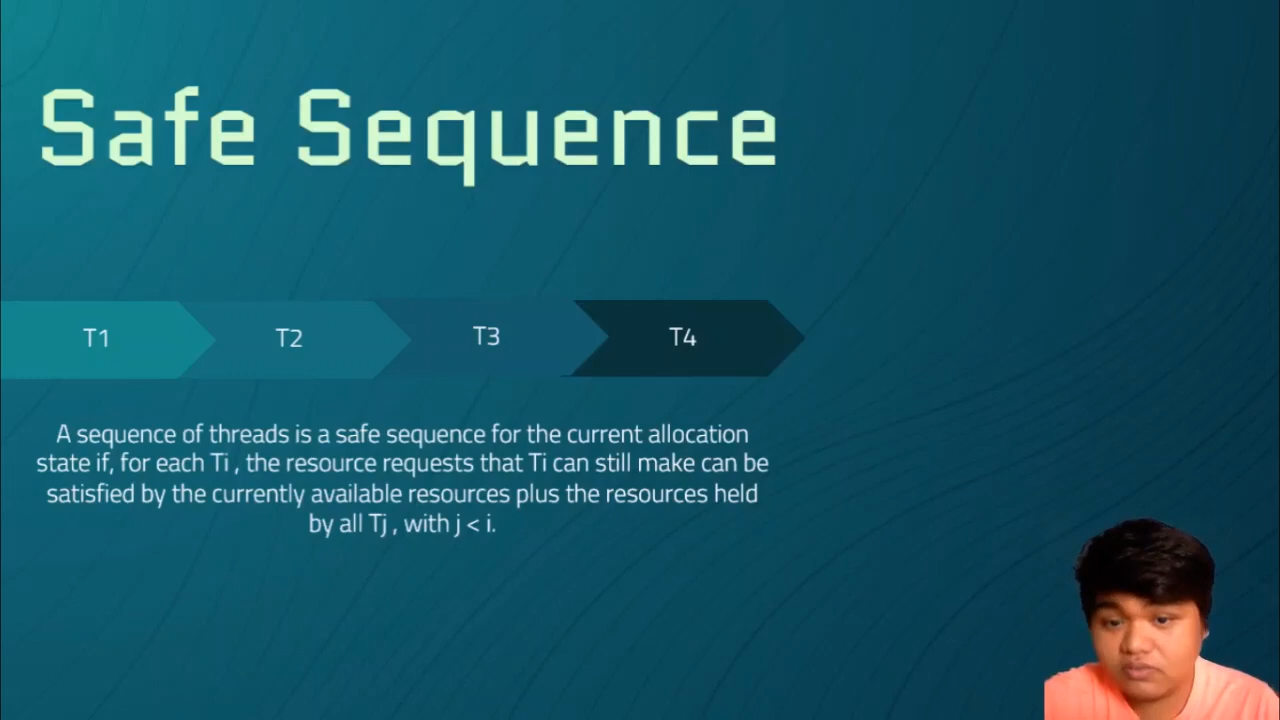 Safe Sequence
T1 T2 T3 T4
A sequence of threads is a safe sequence for the current allocation
state if, for each Ti , the resource requests that Ti can still make can be
satisfied by the currently available resources plus the resources held
by all Tj , with j < i.